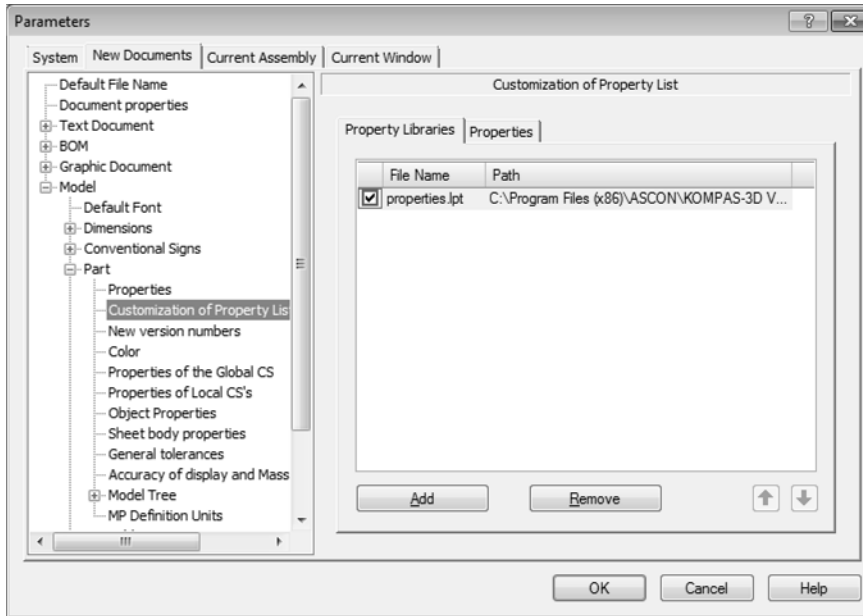 Parameters
System New Documents Current Assembly Current Window
Default File Name
Document properties
Text Document
BOM
Graphic Document
Model
Default Font
Dimensions
Conventional Signs
Part
Properties
Customization of Property Lis
New version numbers
Color
Properties of the Global CS
Properties of Local CS's
Object Properties
Sheet body properties
General tolerances
Accuracy of display and Mass
Model Tree
MP Definition Units
Customization of Property List
Property Libraries Properties
File Name Path
properties.lpt C:\Program Files (x86)\ASCON\KOMPAS-3D V...
Add Remove
OK Cancel Help